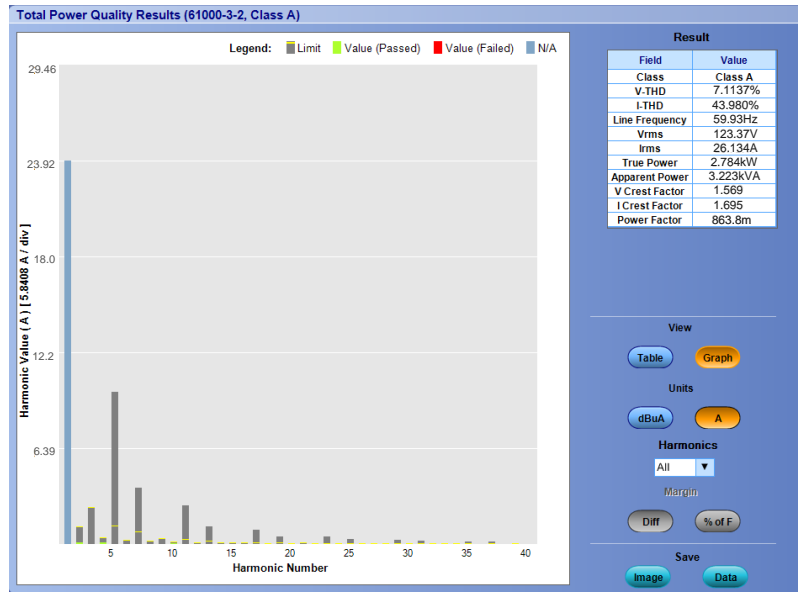 Total Power Quality Results (61000-3-2, Class A)
Legend: Limit Value (Passed) Value (Failed) N/A
29.46
23.92
18.0
12.2
6.39
Harmonic Value ( A ) [ 5.8408 A / div ]
5 10 15 20 25 30 35 40
Harmonic Number
Result
Field Value
Class Class A
V-THD 7.1137%
I-THD 43.980%
Line Frequency 59.93Hz
Vrms 123.37V
Irms 26.134A
True Power 2.784kW
Apparent Power 3.223kVA
V Crest Factor 1.569
I Crest Factor 1.695
Power Factor 863.8m
View
Table Graph
Units
dBuA A
Harmonics
All
Margin
Diff % of F
Save
Image Data